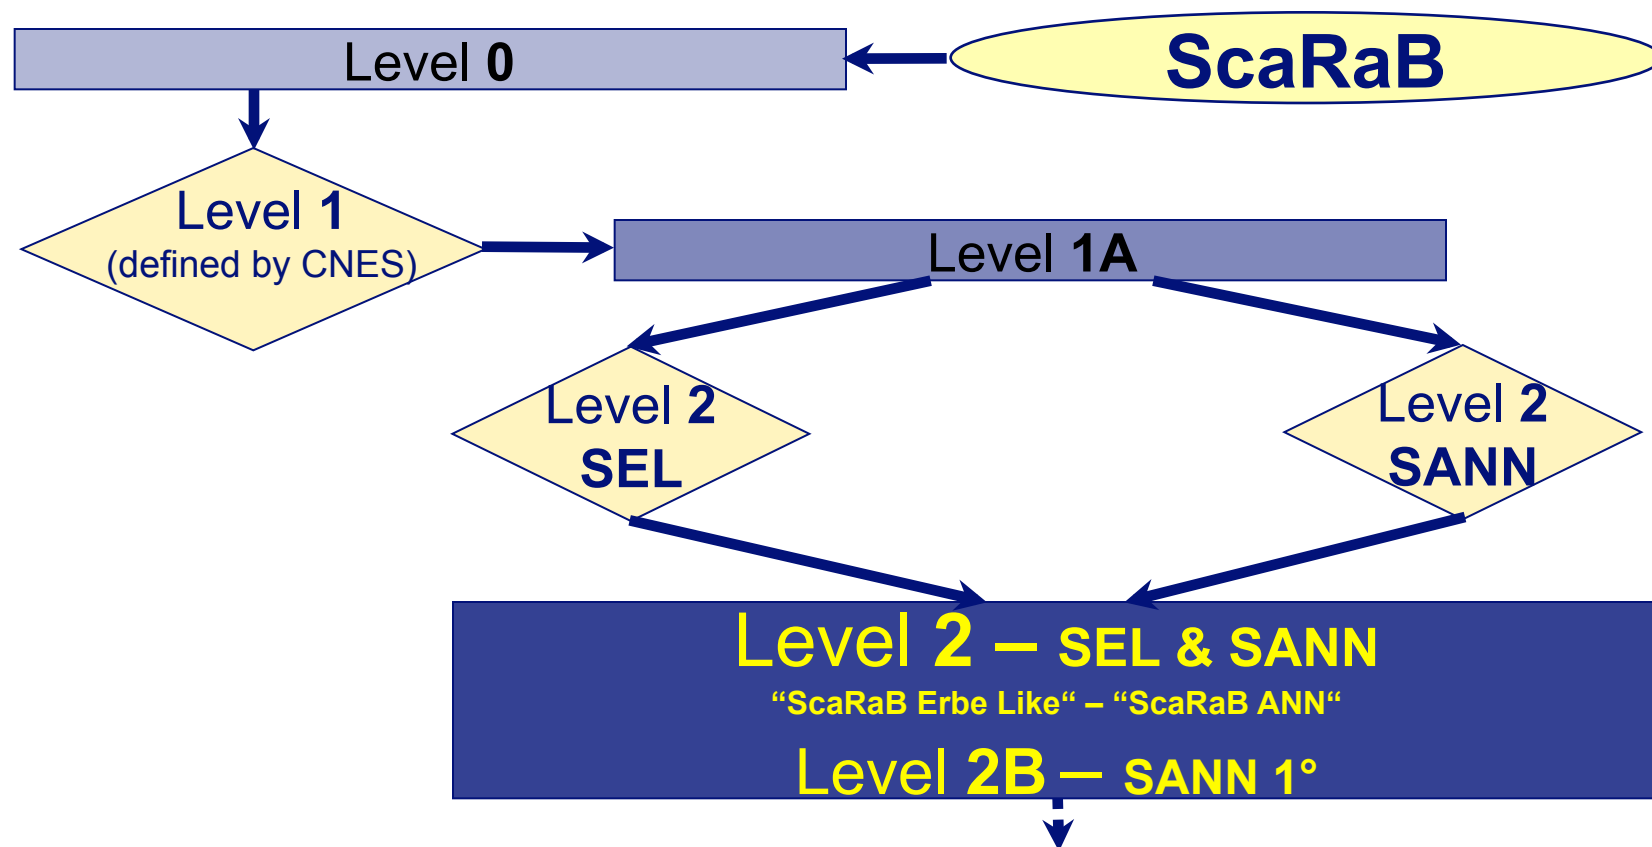 Level 0
ScaRaB
Level 1
(defined by CNES)
Level 1A
Level 2
SEL
Level 2
SANN
Level 2 – SEL & SANN
“ScaRaB Erbe Like“ – “ScaRaB ANN“
Level 2B – SANN 1°